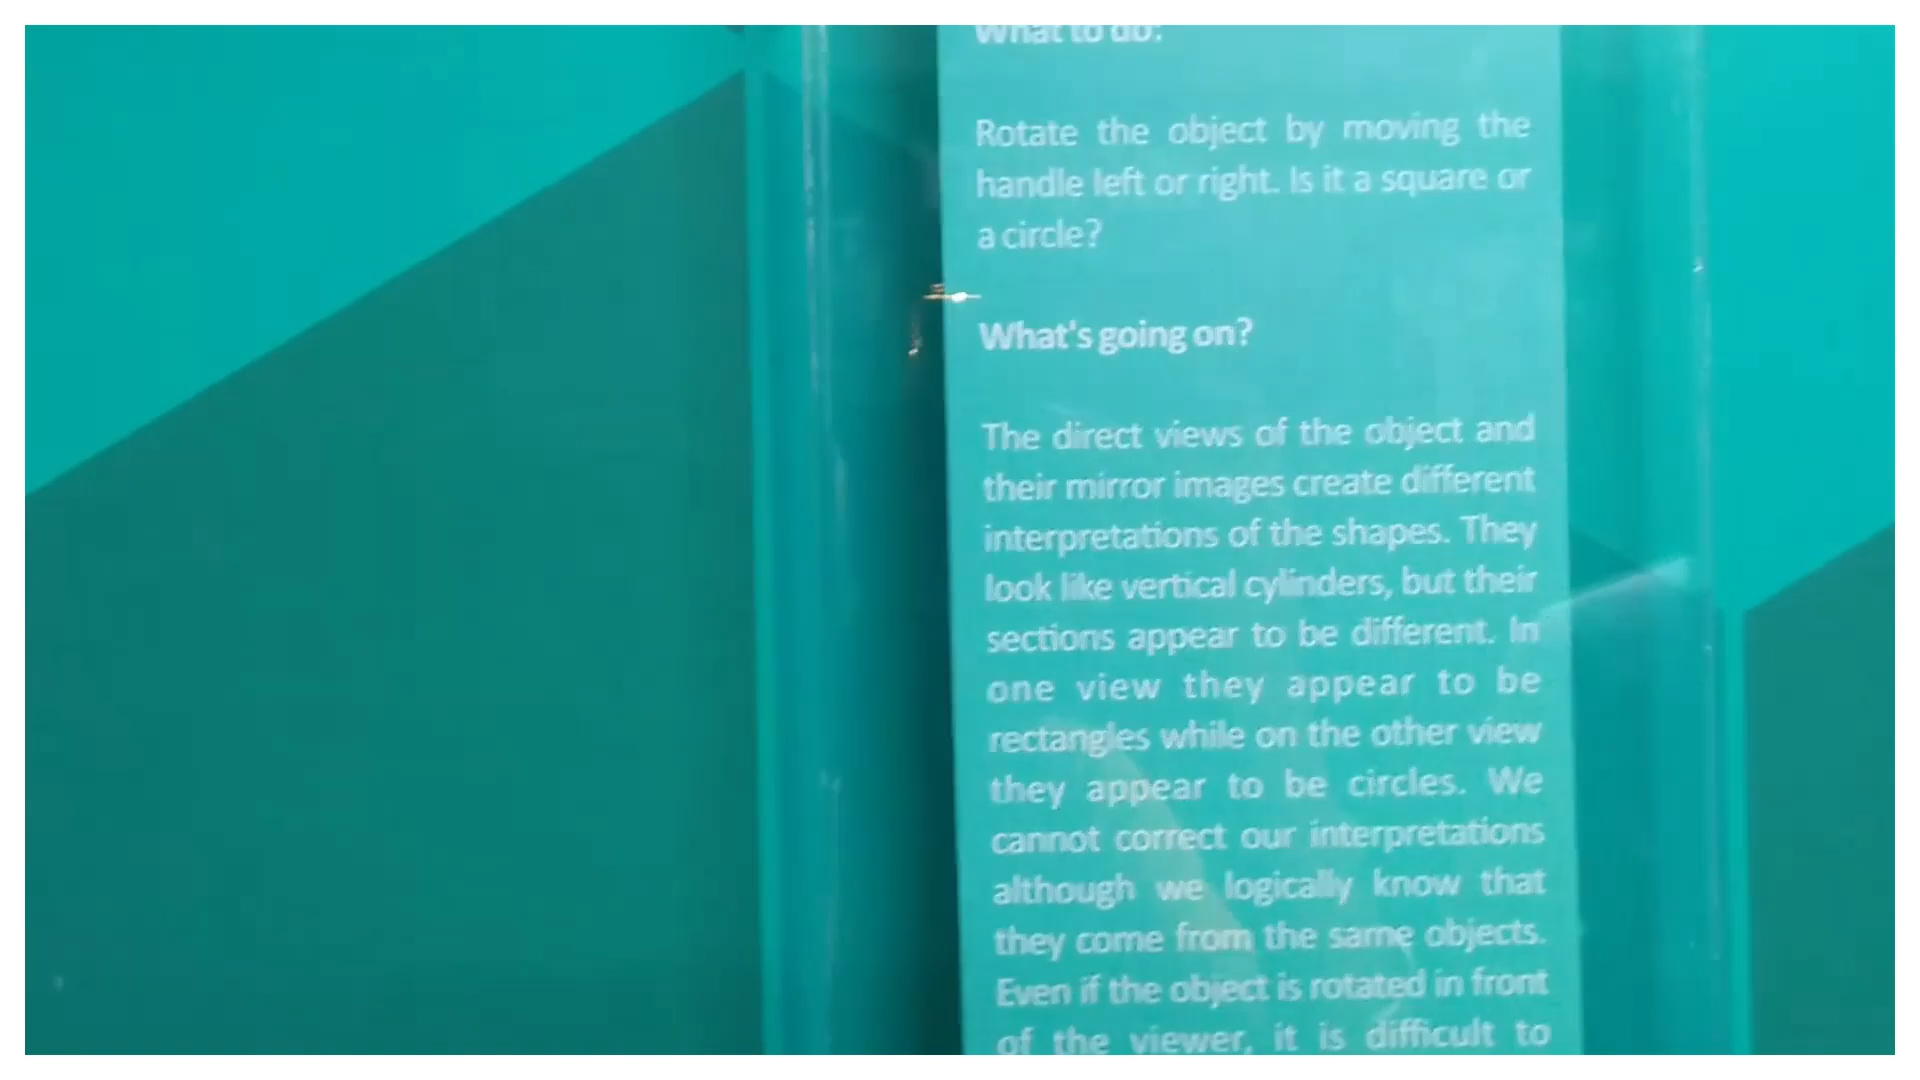 What to do:
Rotate the object by moving the
handle left or right. Is it a square or
a circle?
What's going on?
The direct views of the object and
their mirror images create different
interpretations of the shapes. They
look like vertical cylinders, but their
sections appear to be different. In
one view they appear to be
rectangles while on the other view
they appear to be circles. We
cannot correct our interpretations
although we logically know that
they come from the same objects.
Even if the object is rotated in front
of the viewer, it is difficult to